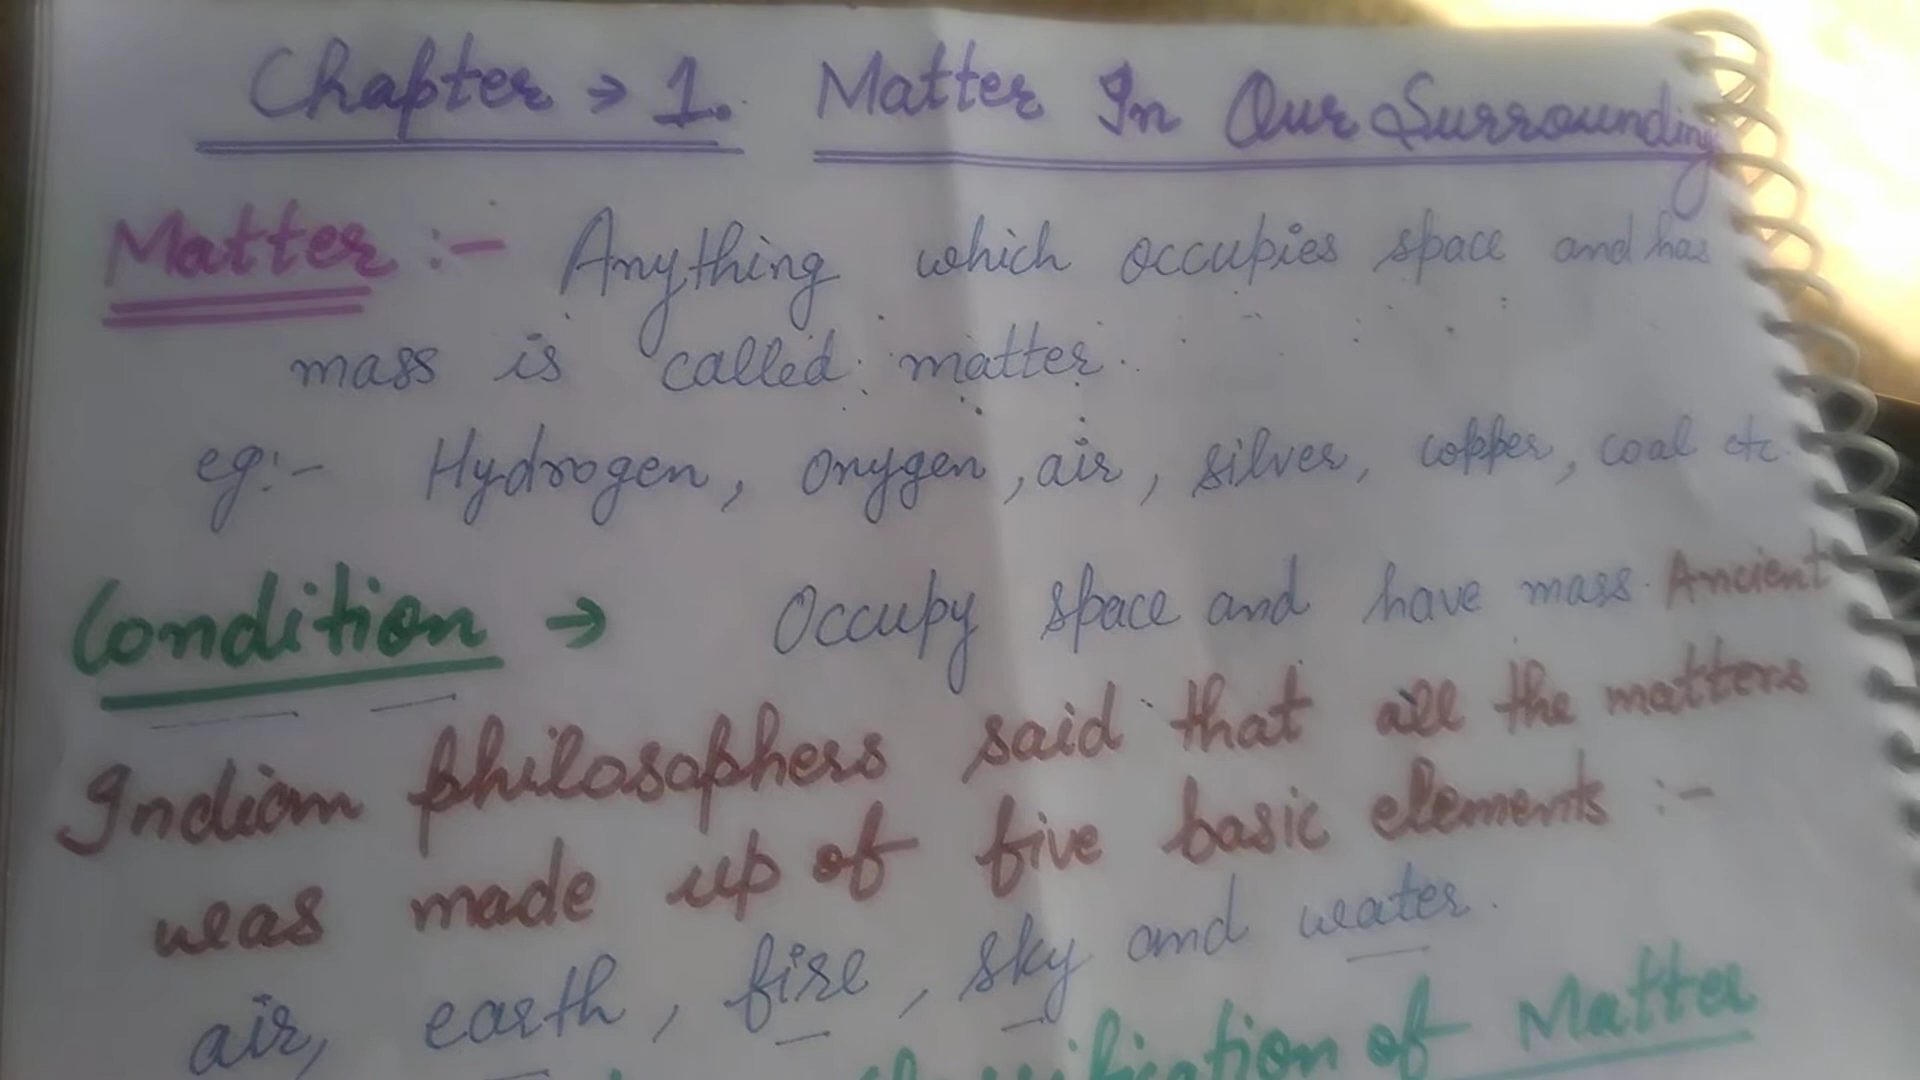 Chapter → 1. Matter In Our Surrounding
Matter :- Anything which occupies space and has
mass is called matter.
eg:- Hydrogen, oxygen, air, silver, copper, coal etc.
Condition → Occupy space and have mass. Ancient
Indian philosophers said that all the matters
was made up of five basic elements :-
air, earth, fire, sky and water.
Classification of Matter